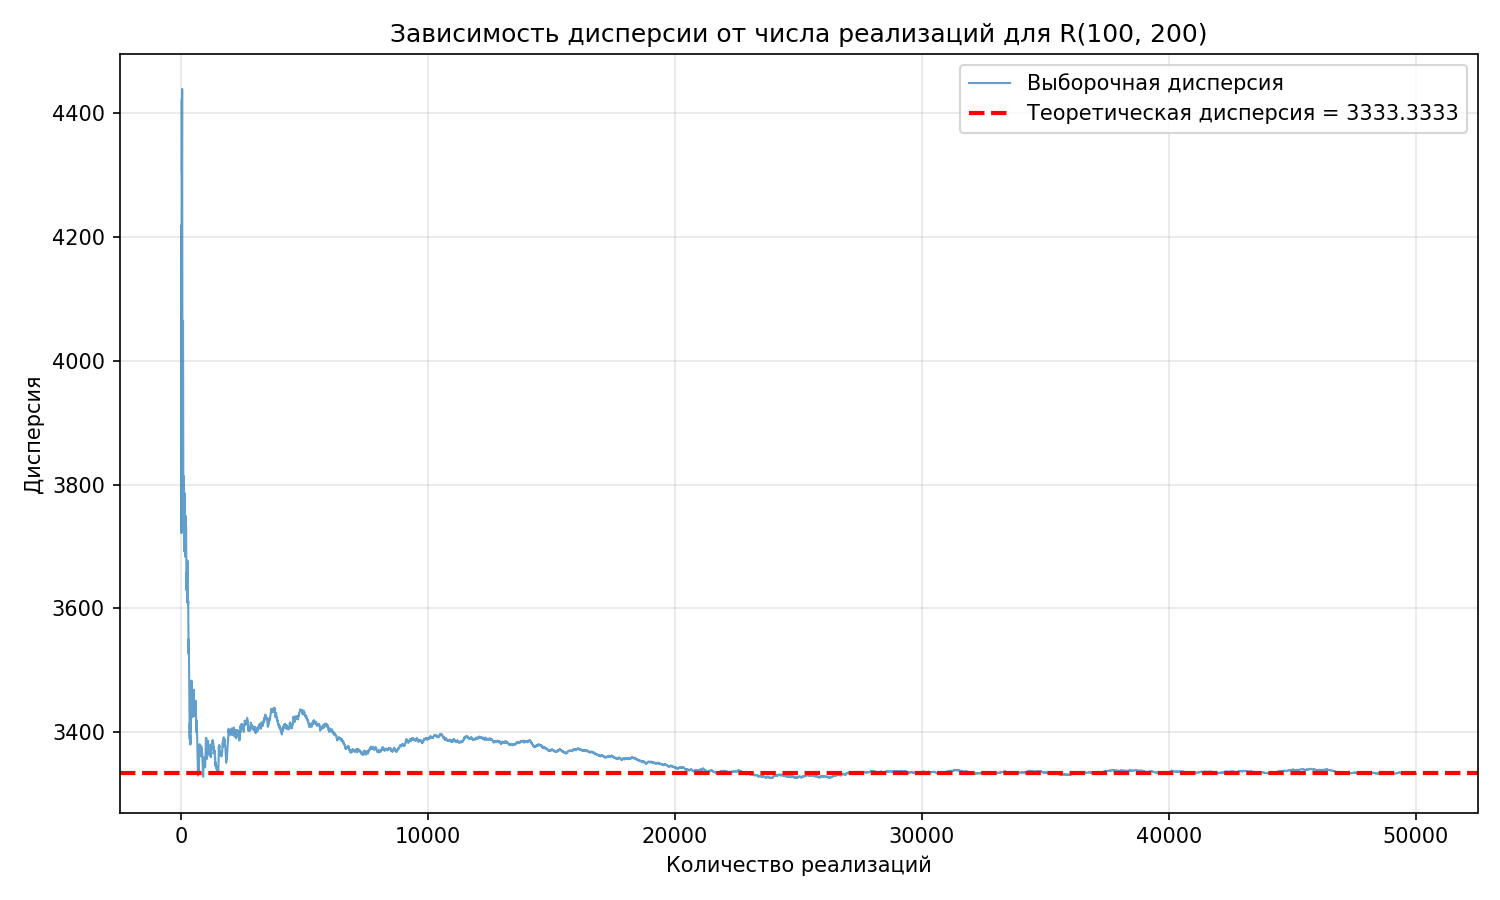 Зависимость дисперсии от числа реализаций для R(100, 200)
Выборочная дисперсия
Теоретическая дисперсия = 3333.3333
Дисперсия
4400
4200
4000
3800
3600
3400
0 10000 20000 30000 40000 50000
Количество реализаций